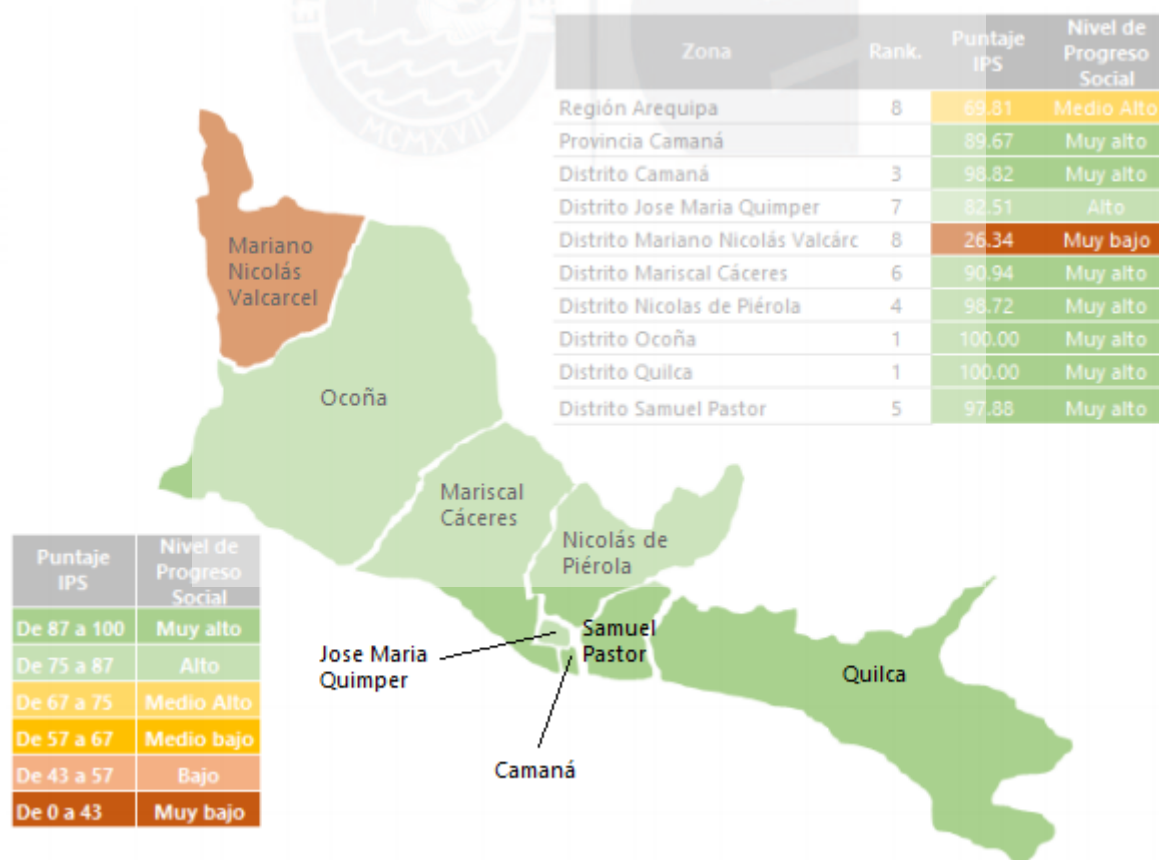 MCMXVII
Zona Rank. Puntaje IPS Nivel de Progreso Social
Región Arequipa 8 69.81 Medio Alto
Provincia Camaná 89.67 Muy alto
Distrito Camaná 3 98.82 Muy alto
Distrito Jose Maria Quimper 7 82.51 Alto
Distrito Mariano Nicolás Valcárc 8 26.34 Muy bajo
Distrito Mariscal Cáceres 6 90.94 Muy alto
Distrito Nicolas de Piérola 4 98.72 Muy alto
Distrito Ocoña 1 100.00 Muy alto
Distrito Quilca 1 100.00 Muy alto
Distrito Samuel Pastor 5 97.88 Muy alto
Mariano
Nicolás
Valcarcel
Ocoña
Mariscal
Cáceres
Nicolás de
Piérola
Samuel
Pastor
Jose Maria
Quimper
Camaná
Quilca
Puntaje IPS Nivel de Progreso Social
De 87 a 100 Muy alto
De 75 a 87 Alto
De 67 a 75 Medio Alto
De 57 a 67 Medio bajo
De 43 a 57 Bajo
De 0 a 43 Muy bajo